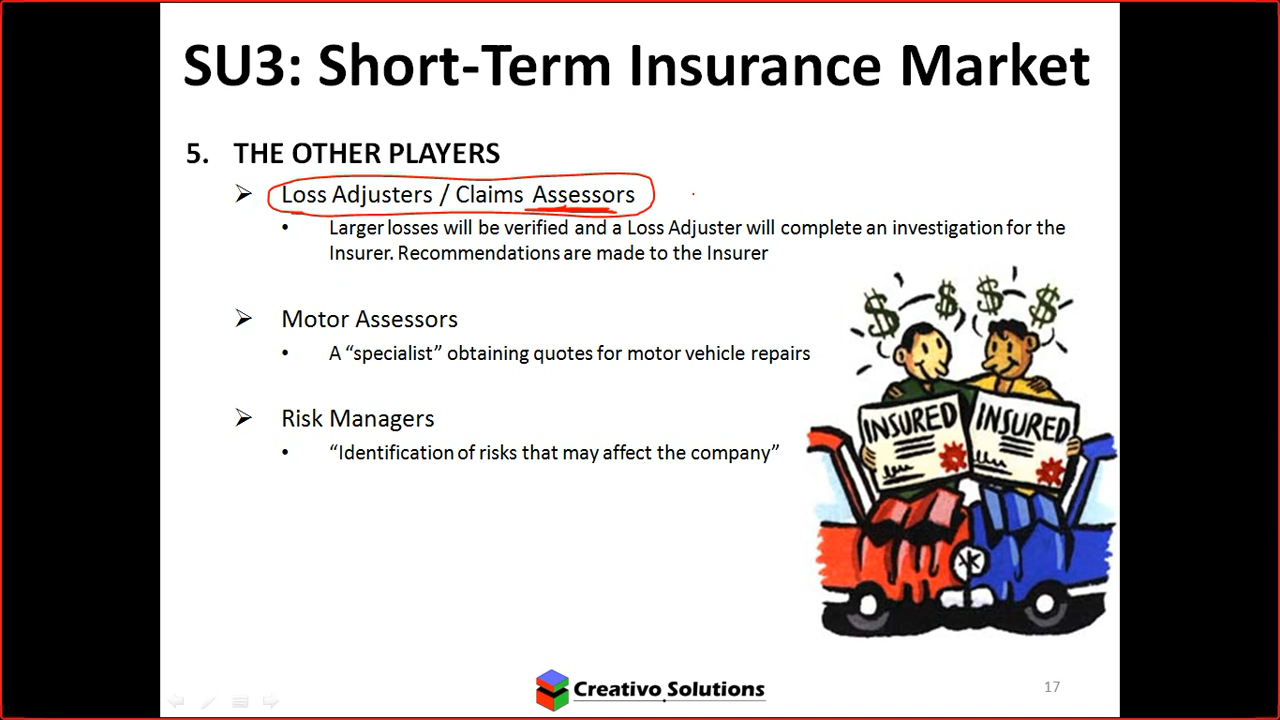 SU3: Short-Term Insurance Market
5. THE OTHER PLAYERS
➢ Loss Adjusters / Claims Assessors
• Larger losses will be verified and a Loss Adjuster will complete an investigation for the
Insurer. Recommendations are made to the Insurer
➢ Motor Assessors
• A “specialist” obtaining quotes for motor vehicle repairs
➢ Risk Managers
• “Identification of risks that may affect the company”
$ $ $ $
INSURED INSURED
Creativo Solutions
17